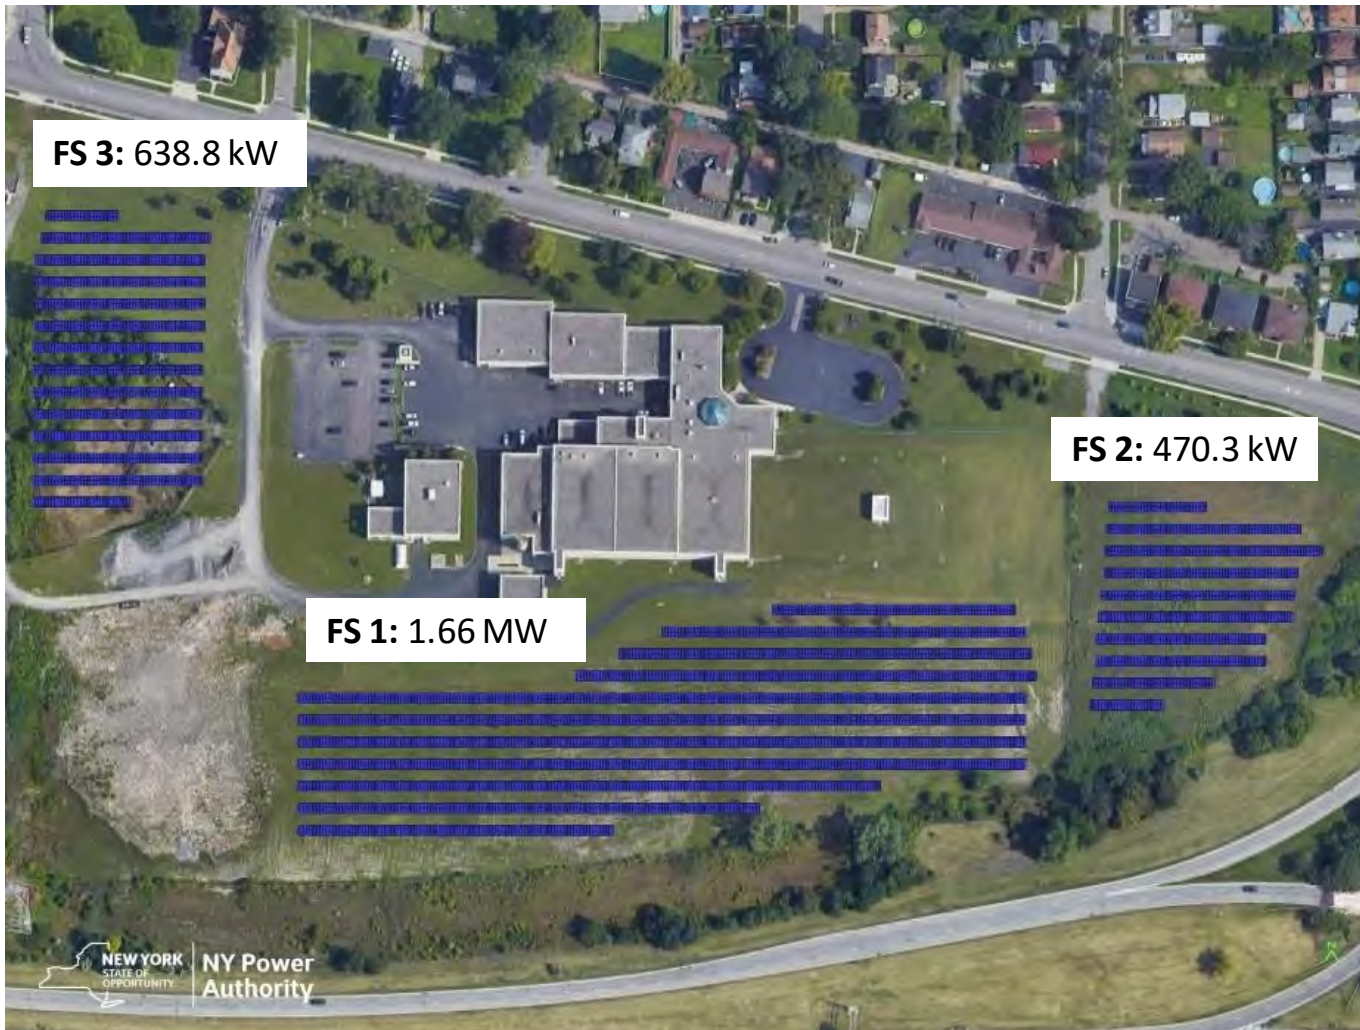 FS 3: 638.8 kW
FS 2: 470.3 kW
FS 1: 1.66 MW
NEW YORK
STATE OF
OPPORTUNITY.
NY Power
Authority
N